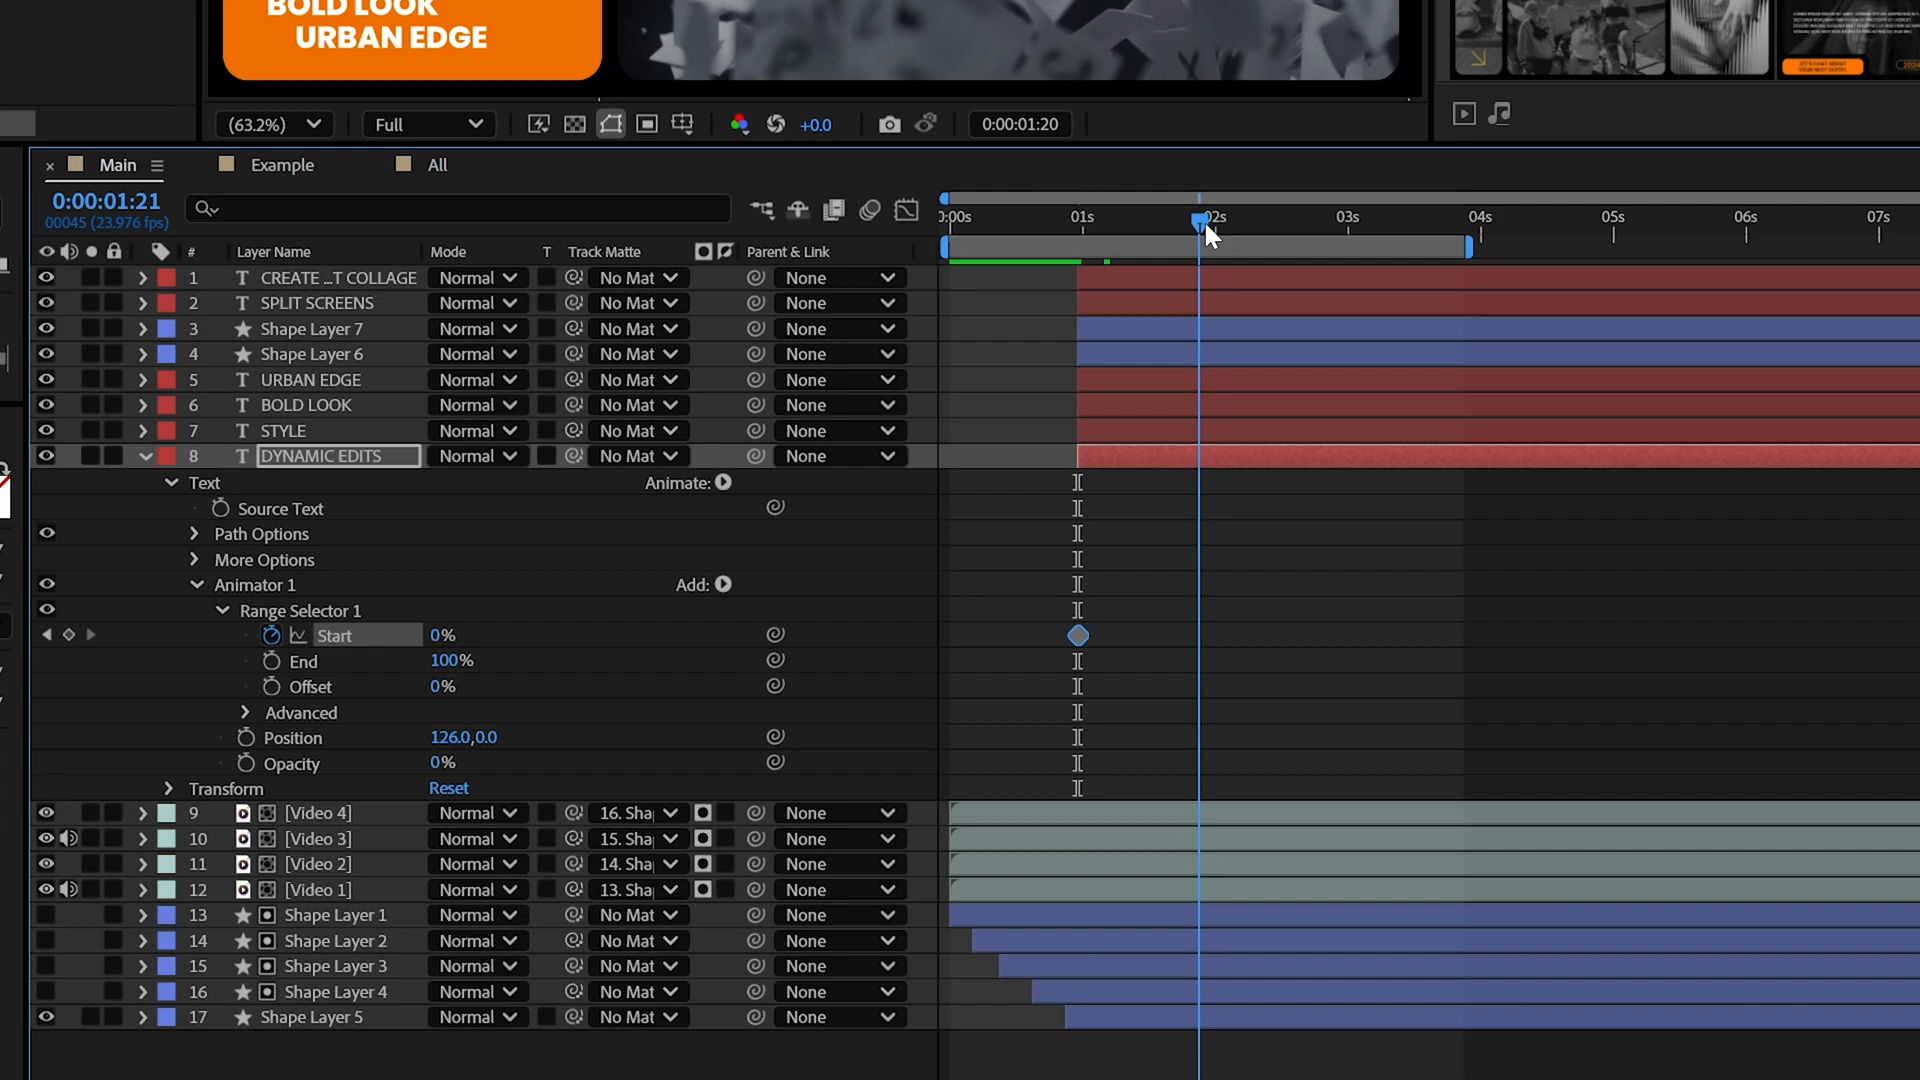 BOLD LOOK
URBAN EDGE
(63.2%) Full +0.0 0:00:01:20
Main Example All
0:00:01:21
00045 (23.976 fps)
0:00s 01s 02s 03s 04s 05s 06s 07s
# Layer Name Mode T Track Matte Parent & Link
1 T CREATE ...T COLLAGE Normal No Mat None
2 T SPLIT SCREENS Normal No Mat None
3 Shape Layer 7 Normal No Mat None
4 Shape Layer 6 Normal No Mat None
5 T URBAN EDGE Normal No Mat None
6 T BOLD LOOK Normal No Mat None
7 T STYLE Normal No Mat None
8 T DYNAMIC EDITS Normal No Mat None
Text Animate:
Source Text
Path Options
More Options
Animator 1 Add:
Range Selector 1
Start 0%
End 100%
Offset 0%
Advanced
Position 126.0,0.0
Opacity 0%
Transform Reset
9 [Video 4] Normal 16. Sha None
10 [Video 3] Normal 15. Sha None
11 [Video 2] Normal 14. Sha None
12 [Video 1] Normal 13. Sha None
13 Shape Layer 1 Normal No Mat None
14 Shape Layer 2 Normal No Mat None
15 Shape Layer 3 Normal No Mat None
16 Shape Layer 4 Normal No Mat None
17 Shape Layer 5 Normal No Mat None